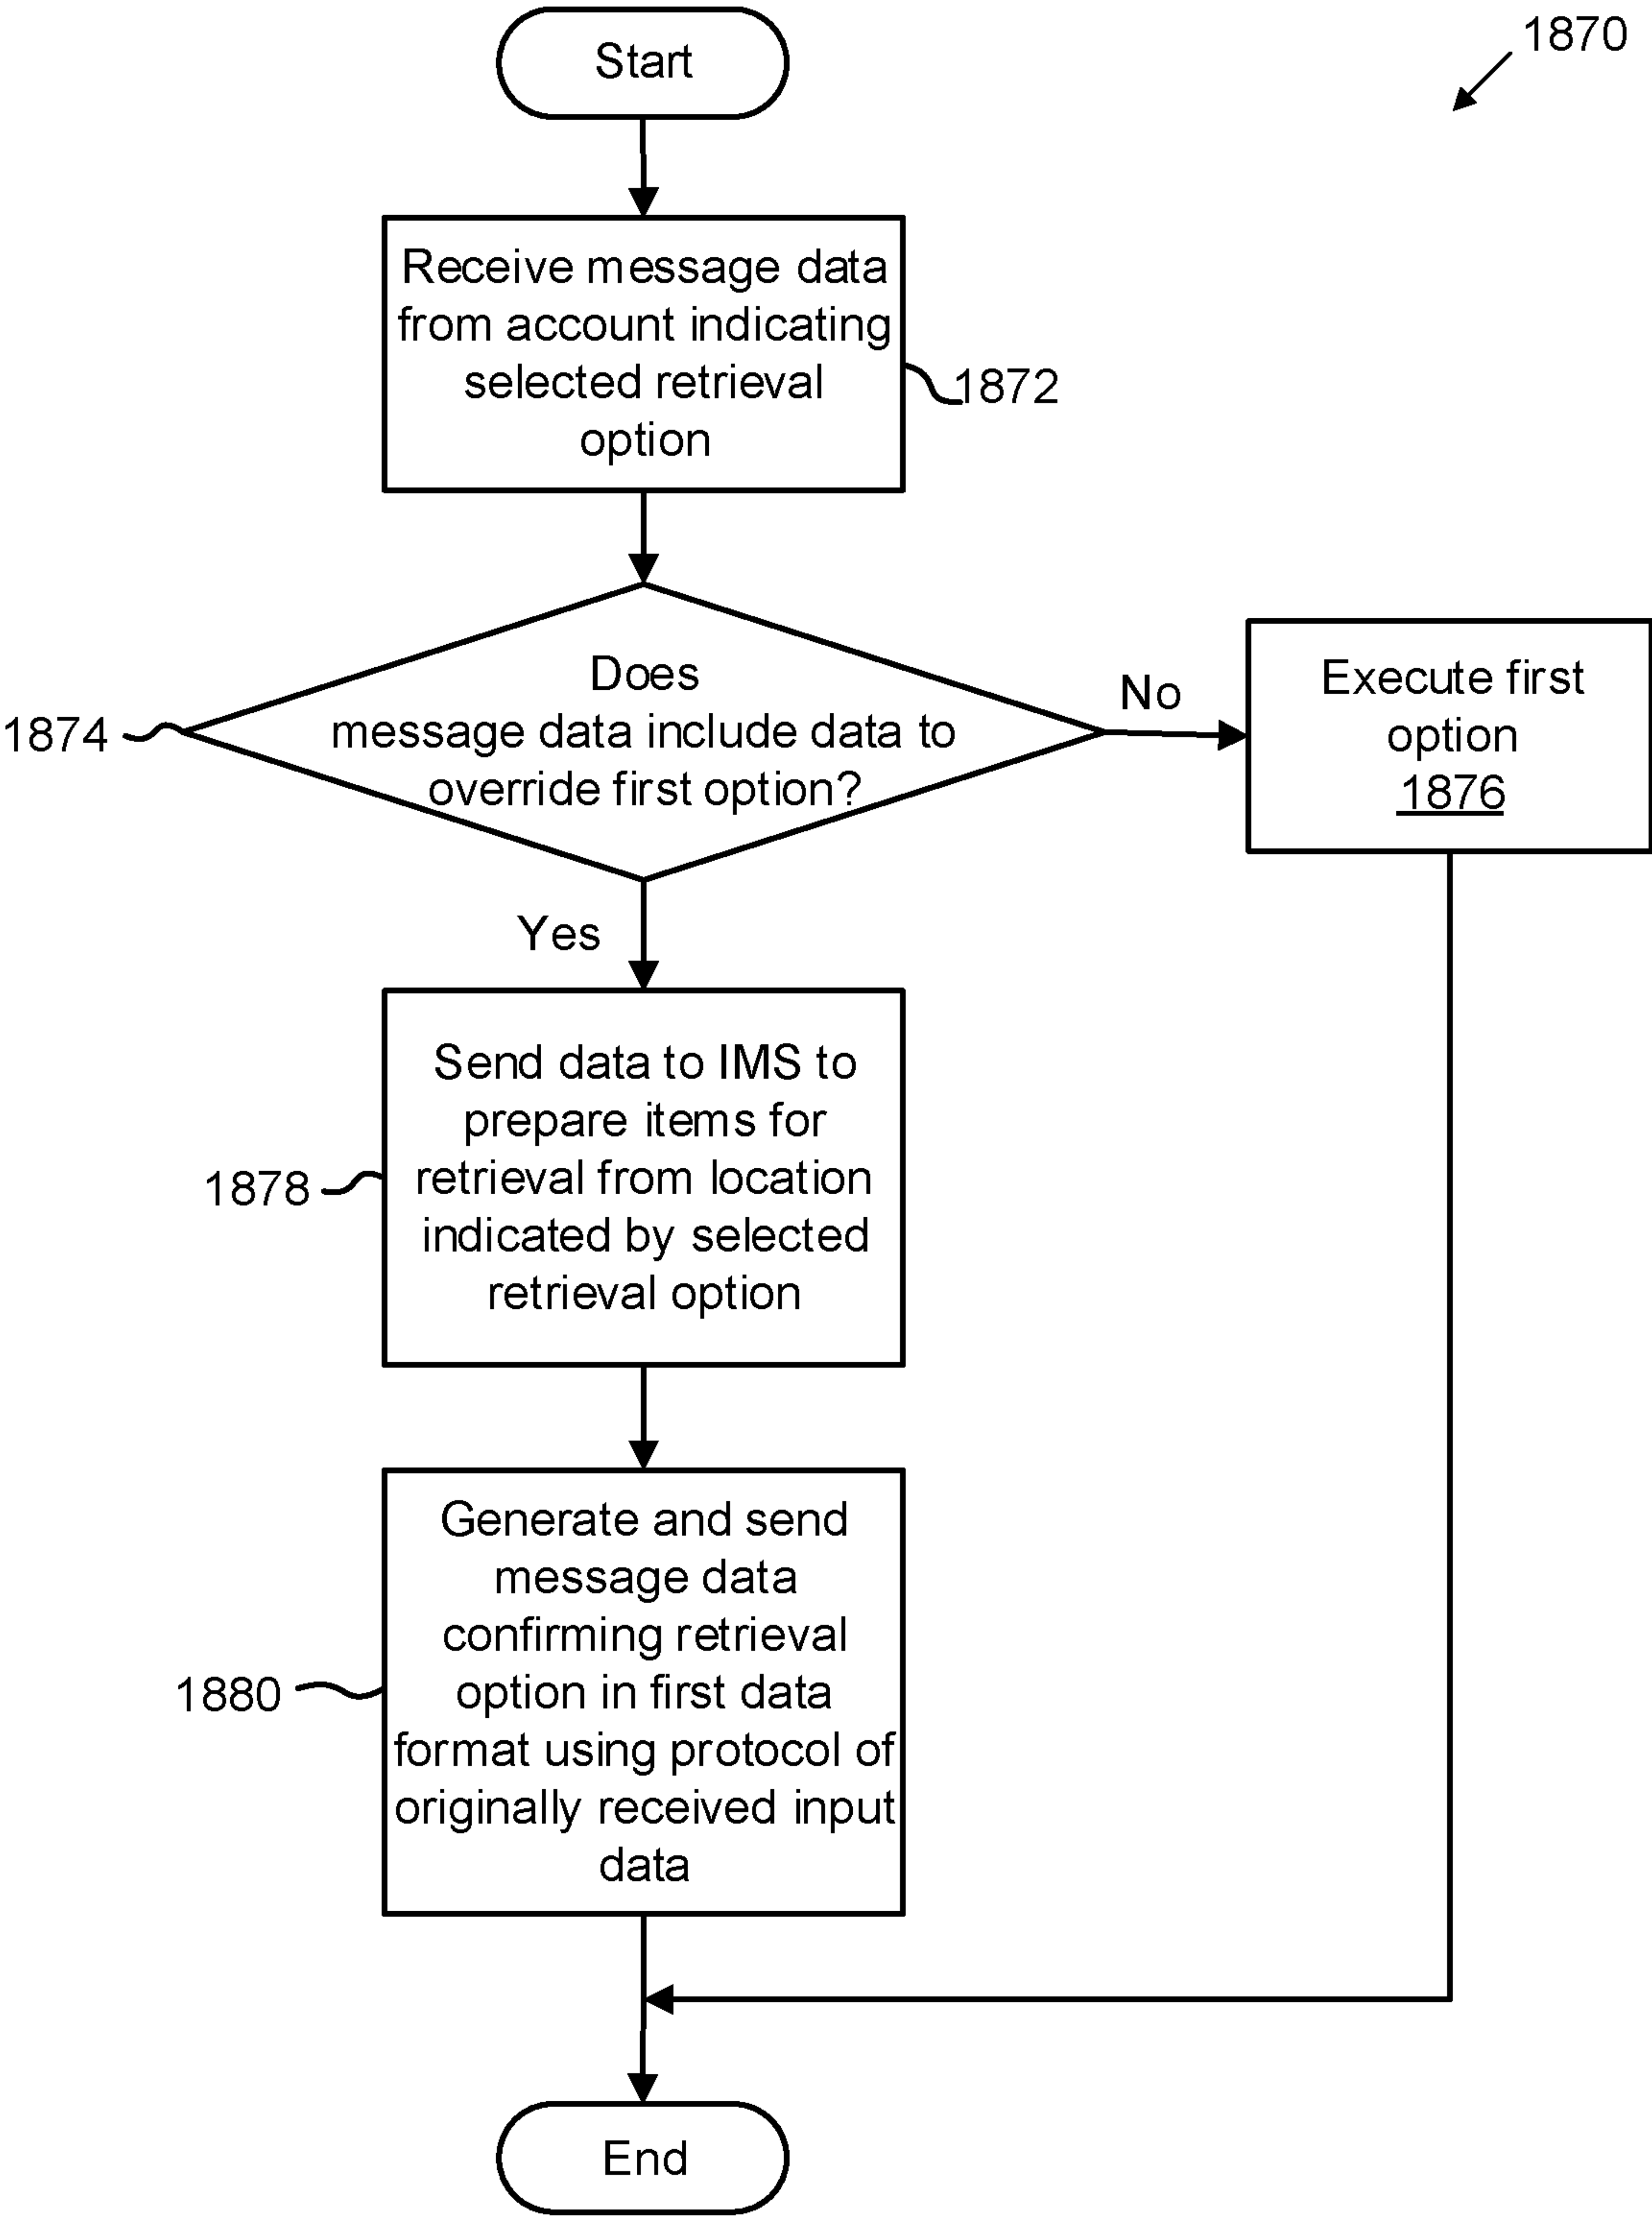 Start
1870
Receive message data
from account indicating
selected retrieval
option
1872
Does
message data include data to
override first option?
1874
No
Execute first
option
1876
Yes
Send data to IMS to
prepare items for
retrieval from location
indicated by selected
retrieval option
1878
Generate and send
message data
confirming retrieval
option in first data
format using protocol of
originally received input
data
1880
End